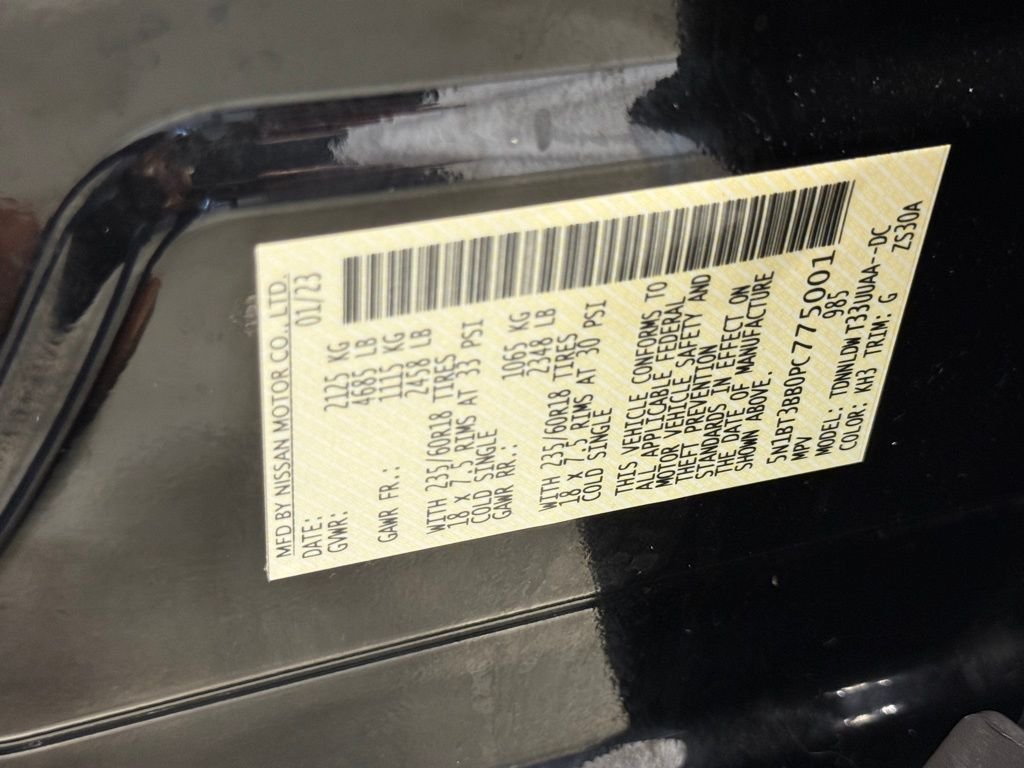 MFD BY NISSAN MOTOR CO., LTD.
DATE: 01/23
GVWR: 2125 KG
4685 LB
GAWR FR.: 1115 KG
2458 LB
WITH 235/60R18 TIRES
18 X 7.5 RIMS AT 33 PSI
COLD SINGLE
GAWR RR.: 1065 KG
2348 LB
WITH 235/60R18 TIRES
18 X 7.5 RIMS AT 30 PSI
COLD SINGLE
THIS VEHICLE CONFORMS TO
ALL APPLICABLE FEDERAL
MOTOR VEHICLE SAFETY AND
THEFT PREVENTION
STANDARDS IN EFFECT ON
THE DATE OF MANUFACTURE
SHOWN ABOVE.
5N1BT3BB0PC775001
MPV 985
MODEL: TDNNLDW T33UUAA--DC
COLOR: KH3 TRIM: G ZS30A